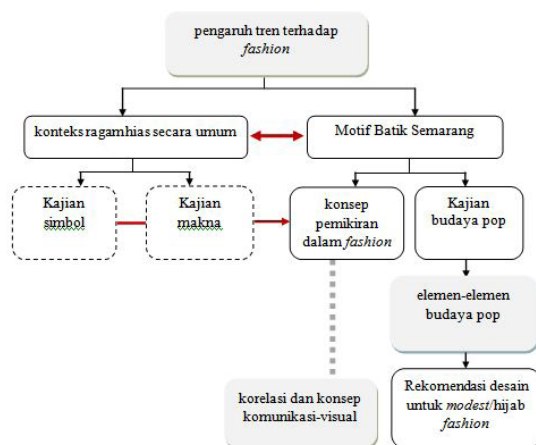 pengaruh tren terhadap
fashion
konteks ragamhias secara umum
Motif Batik Semarang
Kajian
simbol
Kajian
makna
konsep
pemikiran
dalam fashion
Kajian
budaya pop
elemen-elemen
budaya pop
korelasi dan konsep
komunikasi-visual
Rekomendasi desain
untuk modest/hijab
fashion